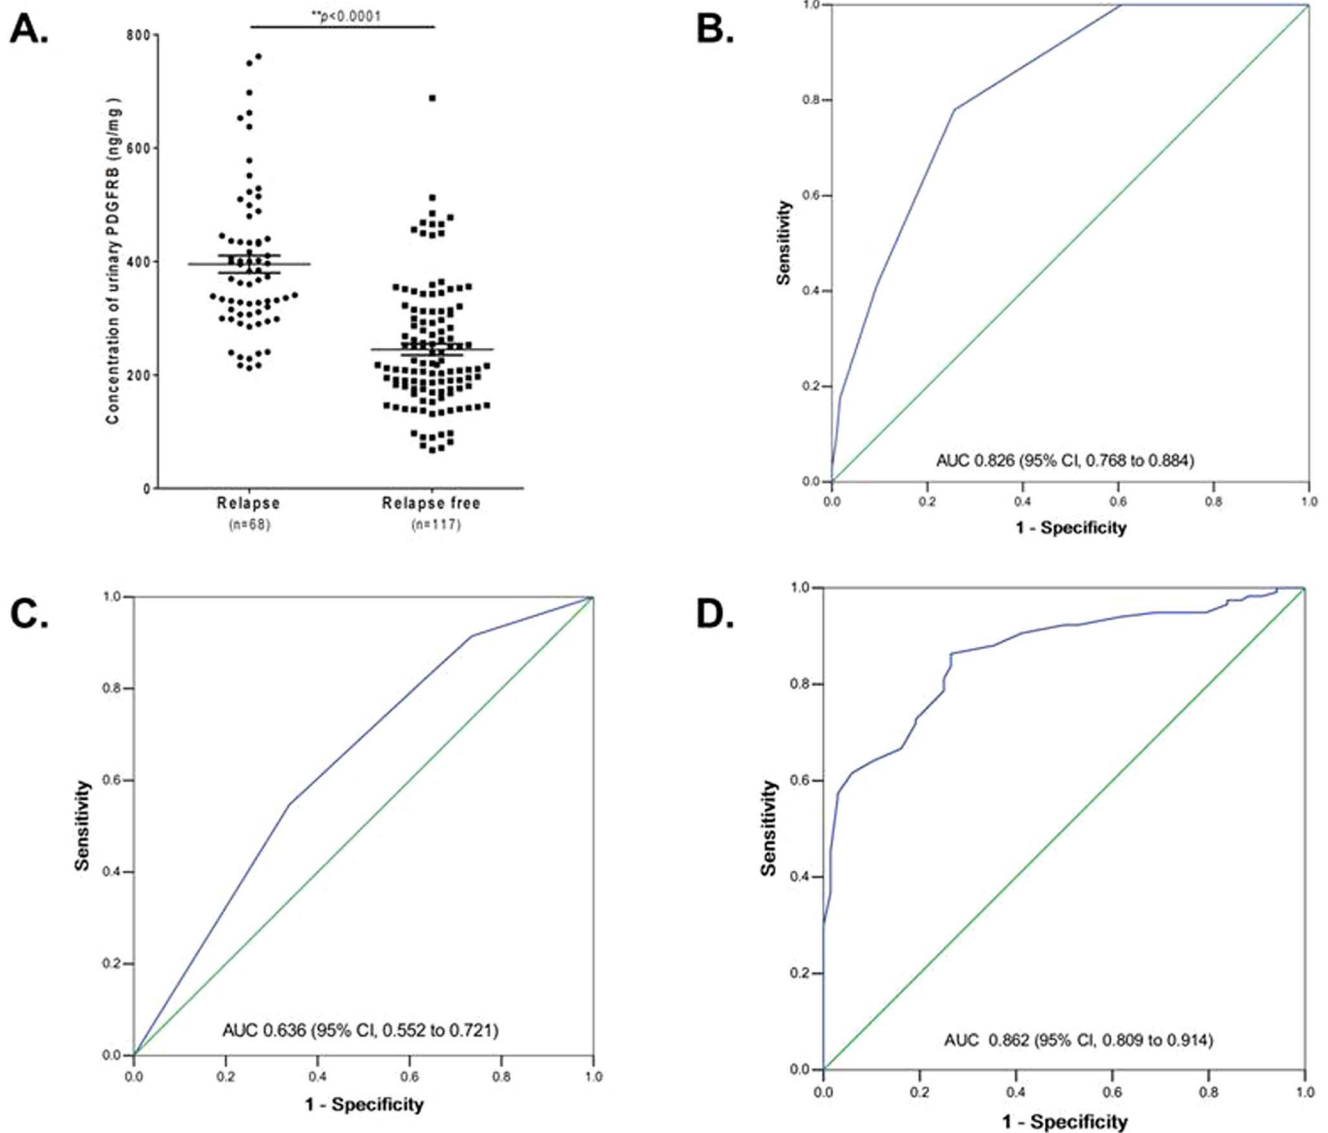 A.
**p<0.0001
800
600
400
200
0
Concentration of urinary PDGFRB (ng/mg )
Relapse
(n=68)
Relapse free
(n=117)
B.
1.0
0.8
0.6
0.4
0.2
0.0
Sensitivity
AUC 0.826 (95% CI, 0.768 to 0.884)
0.0 0.2 0.4 0.6 0.8 1.0
1 - Specificity
C.
1.0
0.8
0.6
0.4
0.2
0.0
Sensitivity
AUC 0.636 (95% CI, 0.552 to 0.721)
0.0 0.2 0.4 0.6 0.8 1.0
1 - Specificity
D.
1.0
0.8
0.6
0.4
0.2
0.0
Sensitivity
AUC 0.862 (95% CI, 0.809 to 0.914)
0.0 0.2 0.4 0.6 0.8 1.0
1 - Specificity